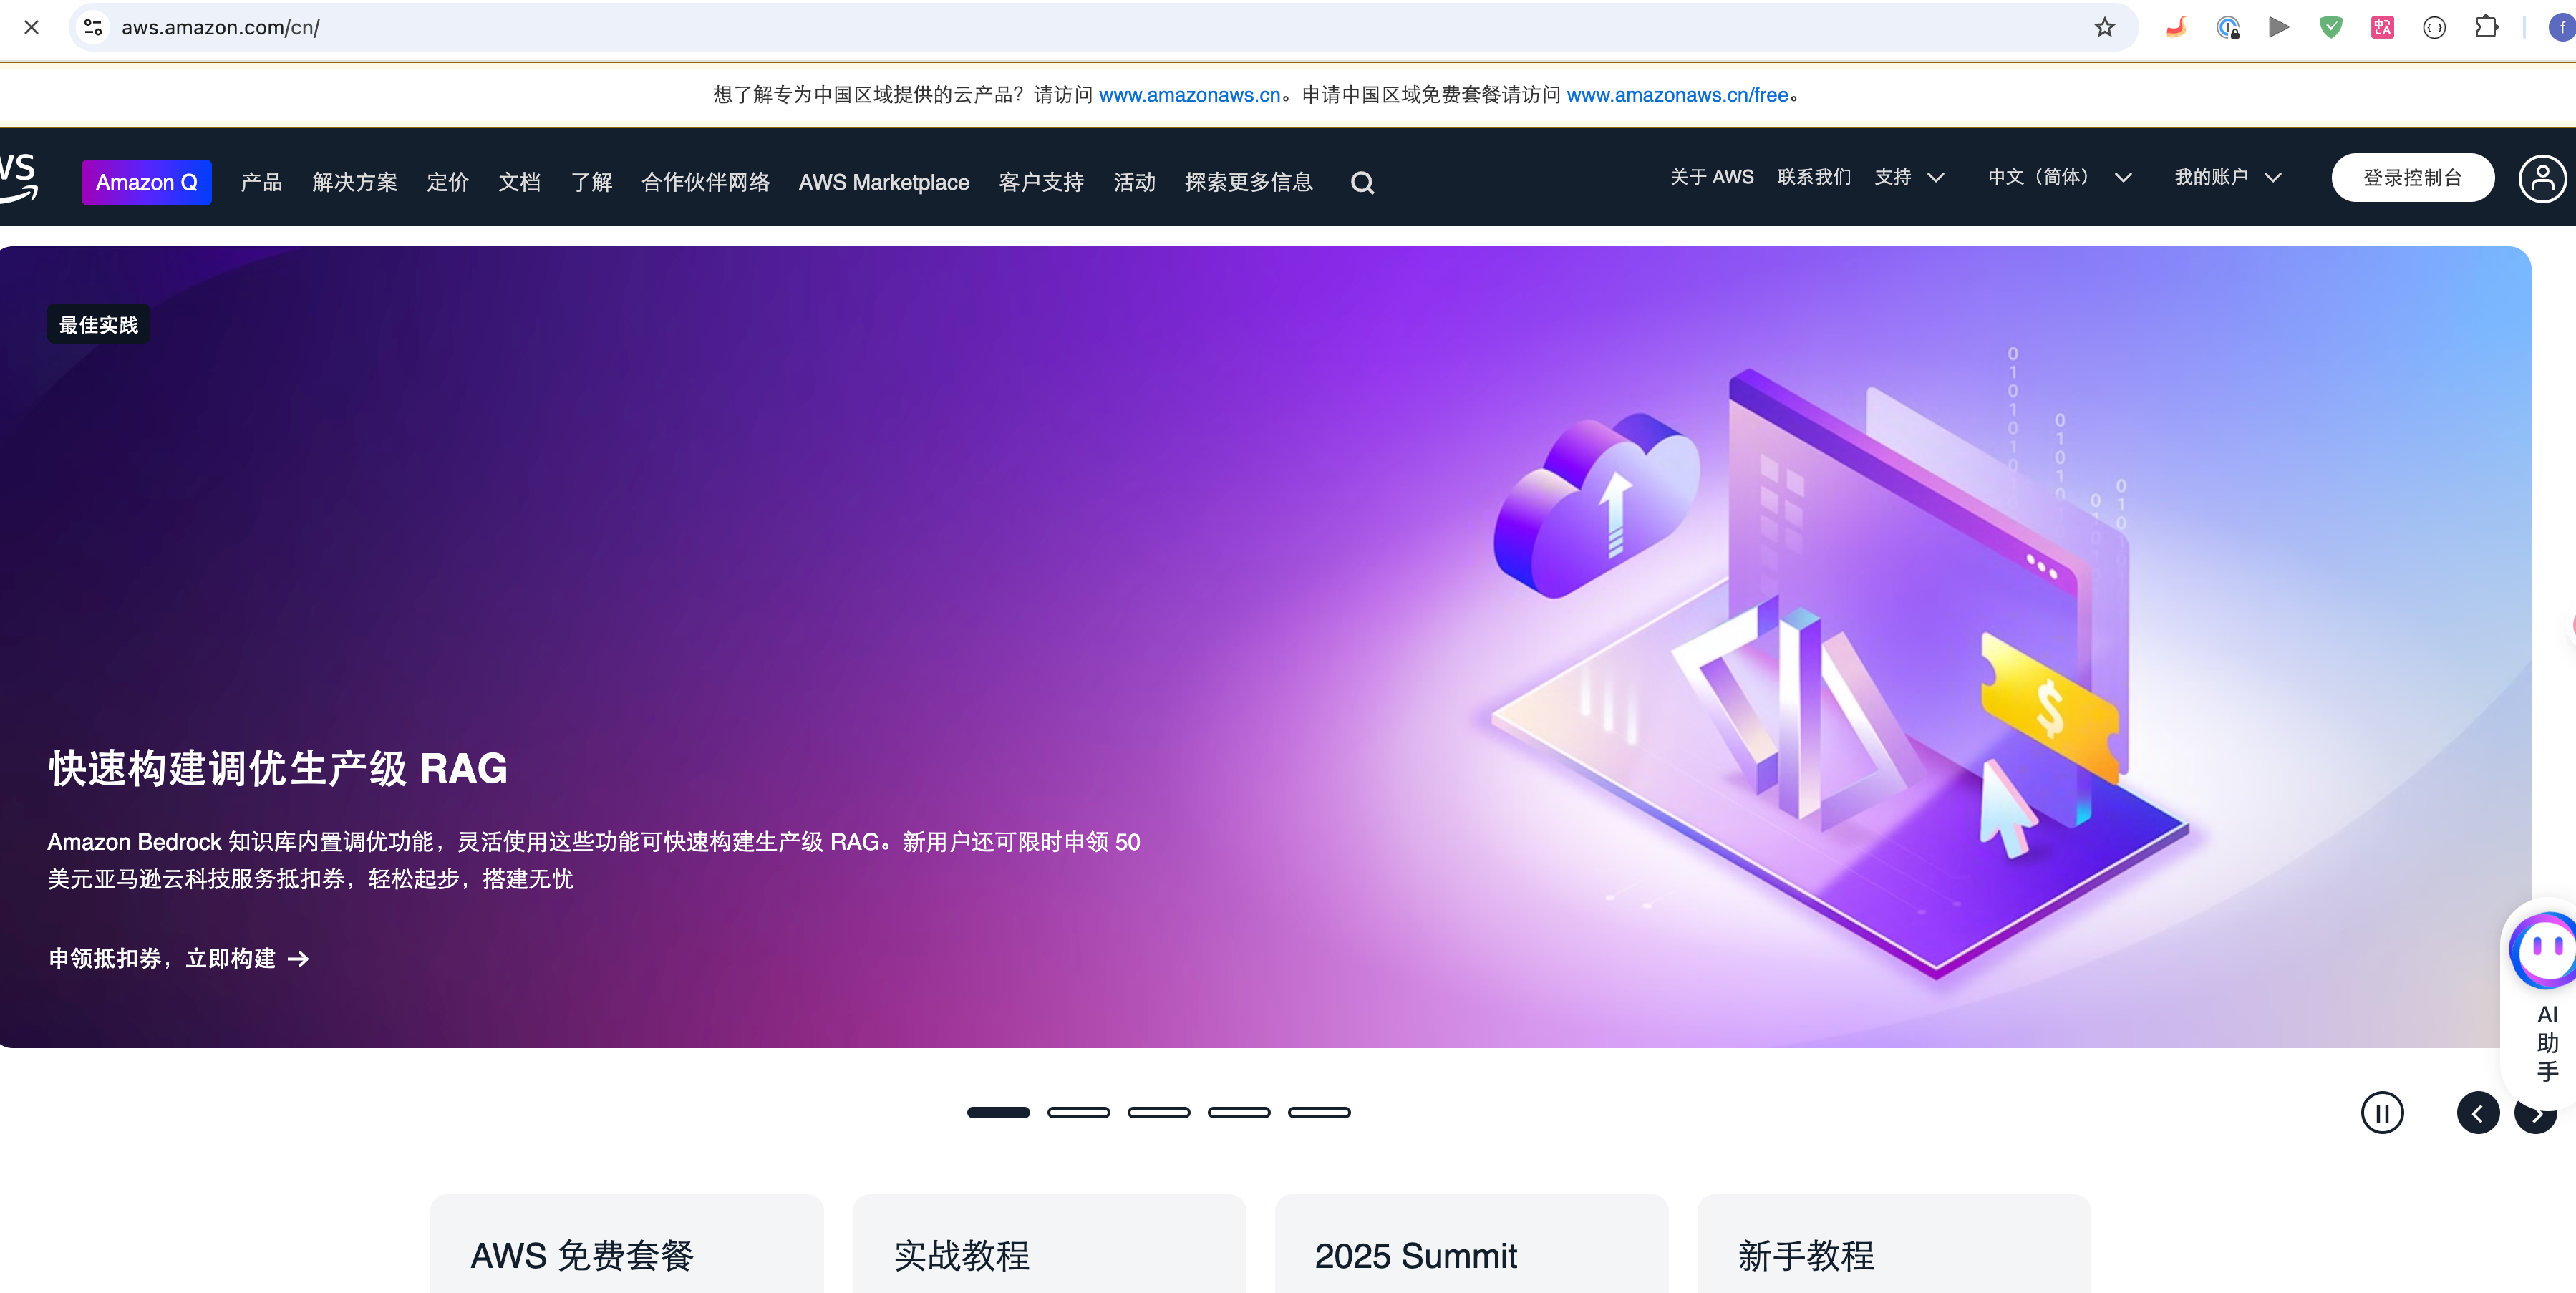 aws.amazon.com/cn/
想了解专为中国区域提供的云产品？请访问 www.amazonaws.cn。申请中国区域免费套餐请访问 www.amazonaws.cn/free。
Amazon Q 产品 解决方案 定价 文档 了解 合作伙伴网络 AWS Marketplace 客户支持 活动 探索更多信息 关于 AWS 联系我们 支持 中文（简体） 我的账户 登录控制台
最佳实践
快速构建调优生产级 RAG
Amazon Bedrock 知识库内置调优功能，灵活使用这些功能可快速构建生产级 RAG。新用户还可限时申领 50
美元亚马逊云科技服务抵扣券，轻松起步，搭建无忧
申领抵扣券，立即构建 →
AI
助
手
AWS 免费套餐
实战教程
2025 Summit
新手教程